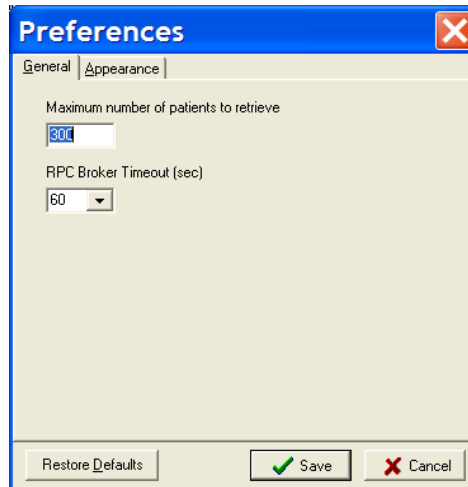 Preferences
General Appearance
Maximum number of patients to retrieve
300
RPC Broker Timeout (sec)
60
Restore Defaults Save Cancel